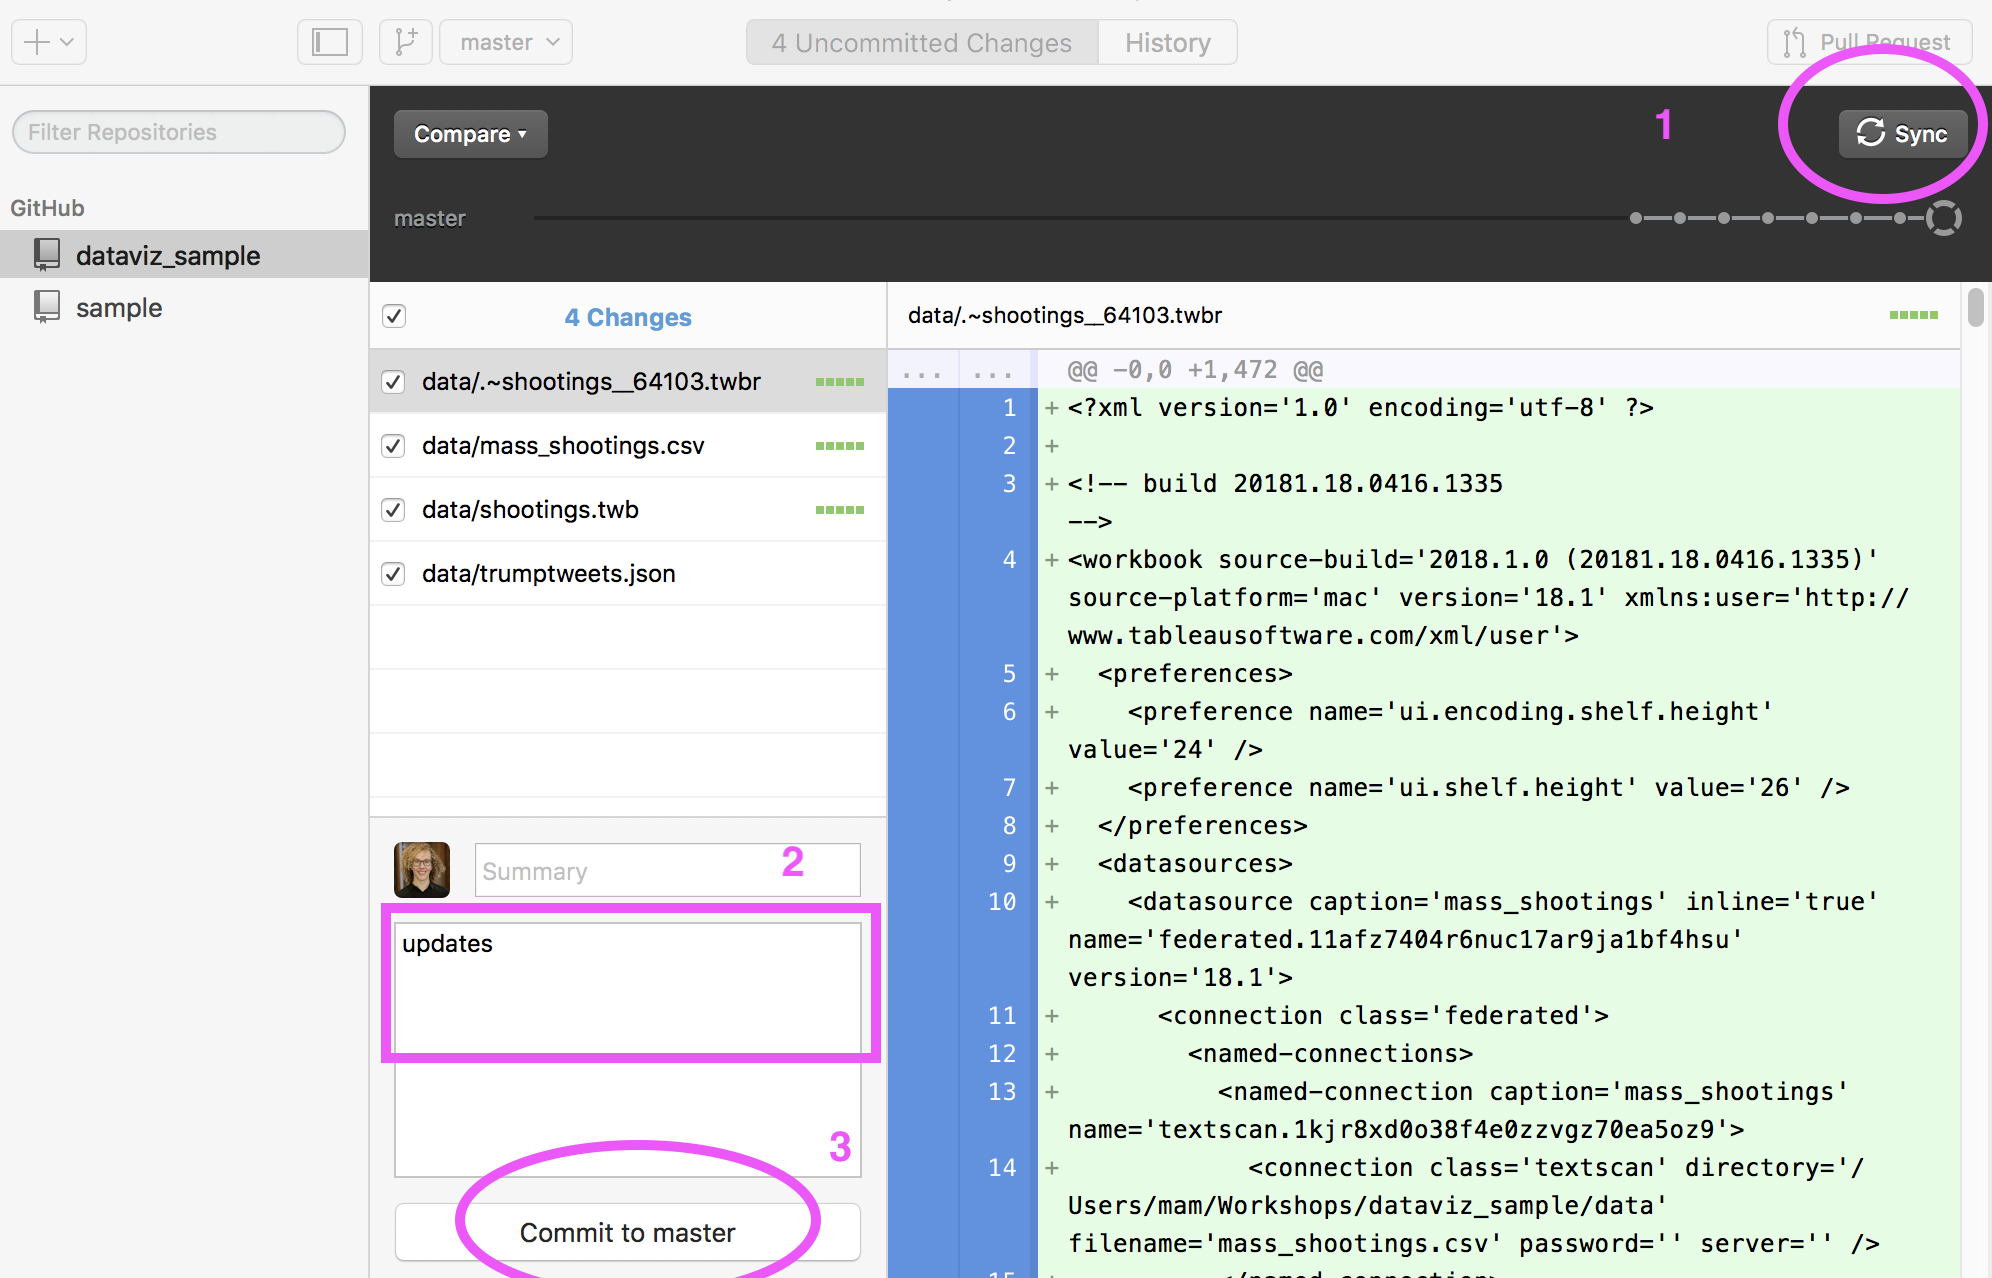 master
4 Uncommitted Changes
History
Pull Request
Filter Repositories
Compare
1
Sync
GitHub
master
dataviz_sample
sample
4 Changes
data/.~shootings__64103.twbr
data/mass_shootings.csv
data/shootings.twb
data/trumptweets.json
Summary
2
updates
3
Commit to master
data/.~shootings__64103.twbr
... ... @@ -0,0 +1,472 @@
1 +<?xml version='1.0' encoding='utf-8' ?>
2 +
3 +<!-- build 20181.18.0416.1335
-->
4 +<workbook source-build='2018.1.0 (20181.18.0416.1335)'
source-platform='mac' version='18.1' xmlns:user='http://
www.tableausoftware.com/xml/user'>
5 + <preferences>
6 + <preference name='ui.encoding.shelf.height'
value='24' />
7 + <preference name='ui.shelf.height' value='26' />
8 + </preferences>
9 + <datasources>
10 + <datasource caption='mass_shootings' inline='true'
name='federated.11afz7404r6nuc17ar9ja1bf4hsu'
version='18.1'>
11 + <connection class='federated'>
12 + <named-connections>
13 + <named-connection caption='mass_shootings'
name='textscan.1kjr8xd0o38f4e0zzvgz70ea5oz9'>
14 + <connection class='textscan' directory='/
Users/mam/Workshops/dataviz_sample/data'
filename='mass_shootings.csv' password='' server='' />